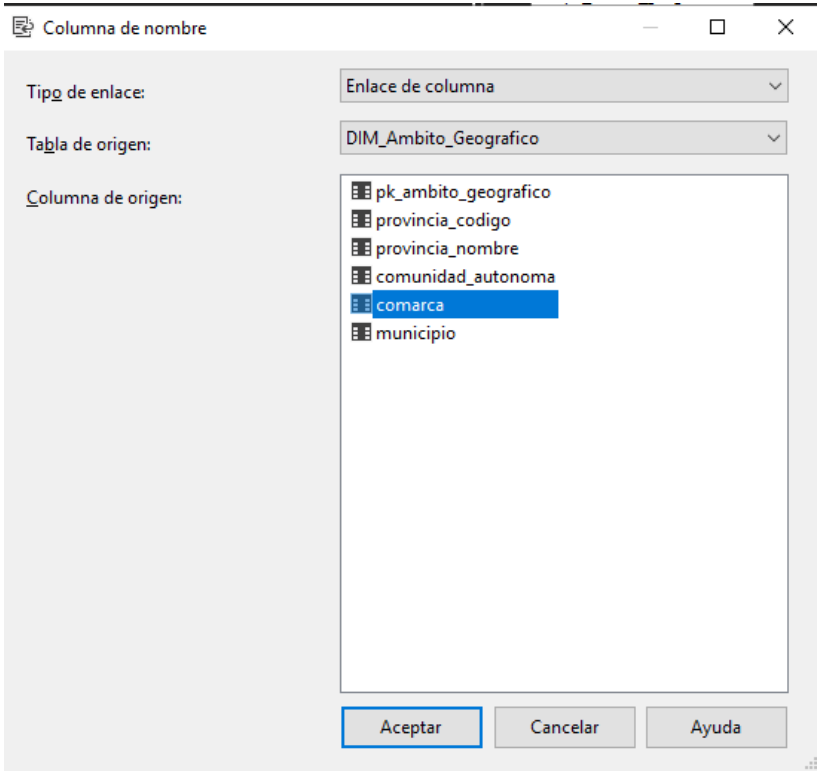 Columna de nombre
Tipo de enlace:
Enlace de columna
Tabla de origen:
DIM_Ambito_Geografico
Columna de origen:
pk_ambito_geografico
provincia_codigo
provincia_nombre
comunidad_autonoma
comarca
municipio
Aceptar
Cancelar
Ayuda